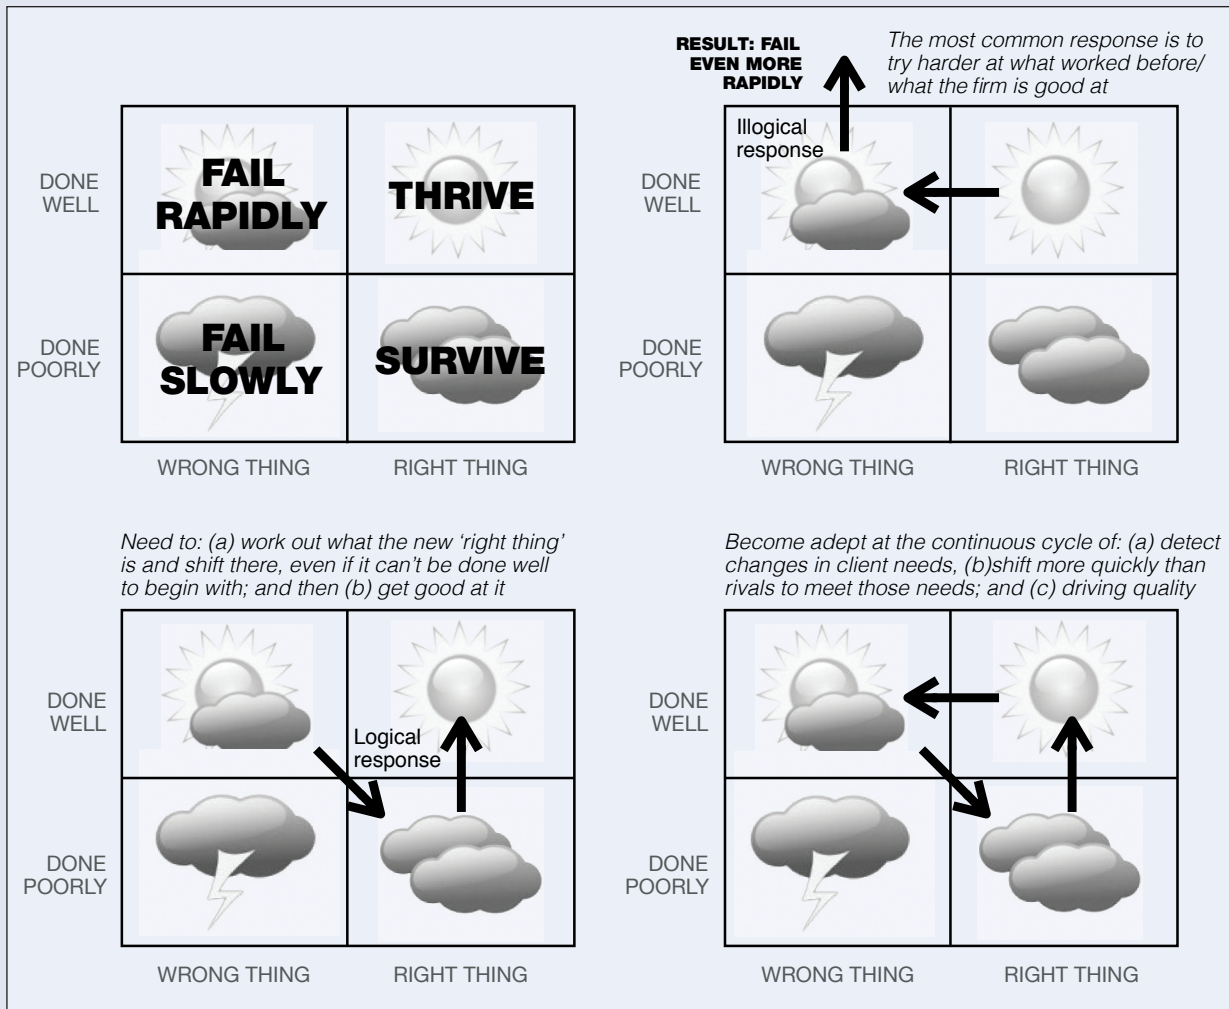 FAIL
RAPIDLY
THRIVE
FAIL
SLOWLY
SURVIVE
DONE
WELL
DONE
POORLY
WRONG THING
RIGHT THING
RESULT: FAIL
EVEN MORE
RAPIDLY
The most common response is to
try harder at what worked before/
what the firm is good at
Illogical
response
DONE
WELL
DONE
POORLY
WRONG THING
RIGHT THING
Need to: (a) work out what the new ‘right thing’
is and shift there, even if it can’t be done well
to begin with; and then (b) get good at it
DONE
WELL
Logical
response
DONE
POORLY
WRONG THING
RIGHT THING
Become adept at the continuous cycle of: (a) detect
changes in client needs, (b)shift more quickly than
rivals to meet those needs; and (c) driving quality
DONE
WELL
DONE
POORLY
WRONG THING
RIGHT THING